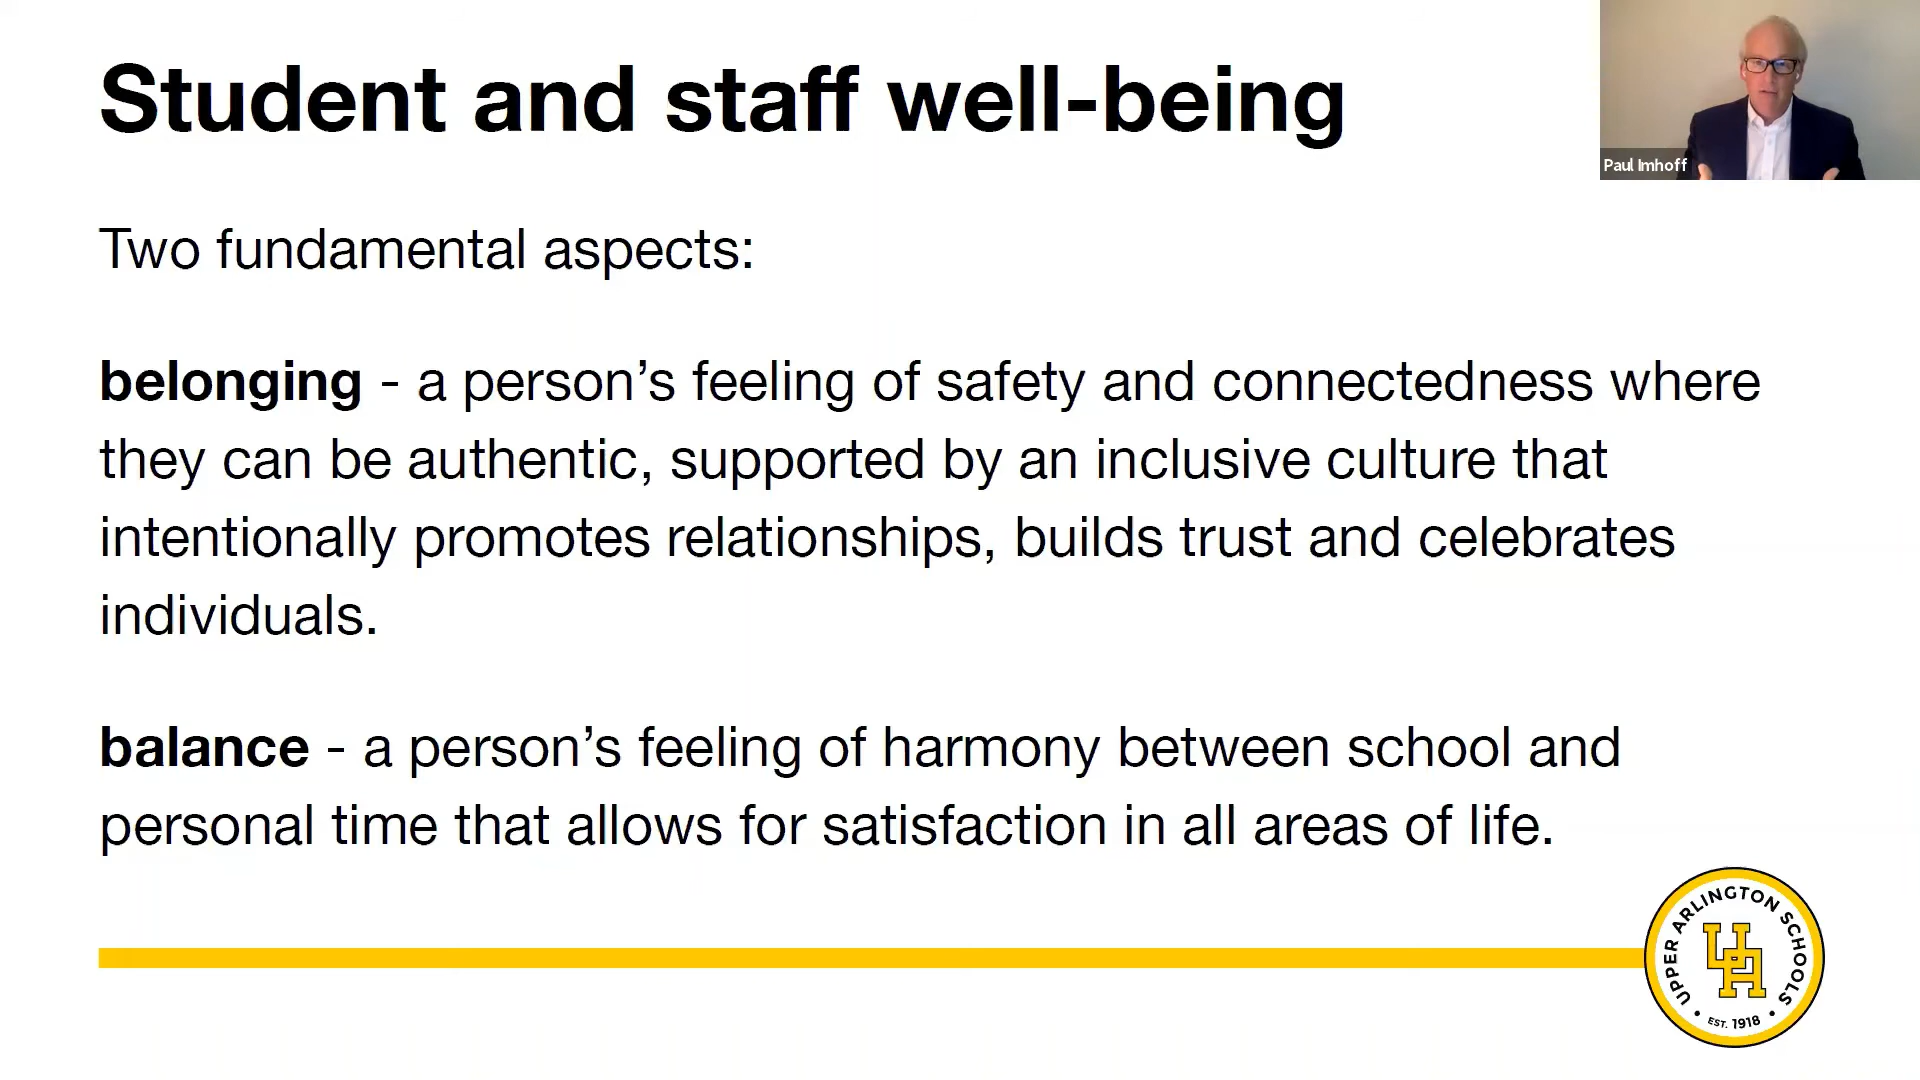 Student and staff well-being
Paul Imhoff
Two fundamental aspects:
belonging - a person’s feeling of safety and connectedness where
they can be authentic, supported by an inclusive culture that
intentionally promotes relationships, builds trust and celebrates
individuals.
balance - a person’s feeling of harmony between school and
personal time that allows for satisfaction in all areas of life.
UPPER ARLINGTON SCHOOLS
UA
• EST. 1918 •